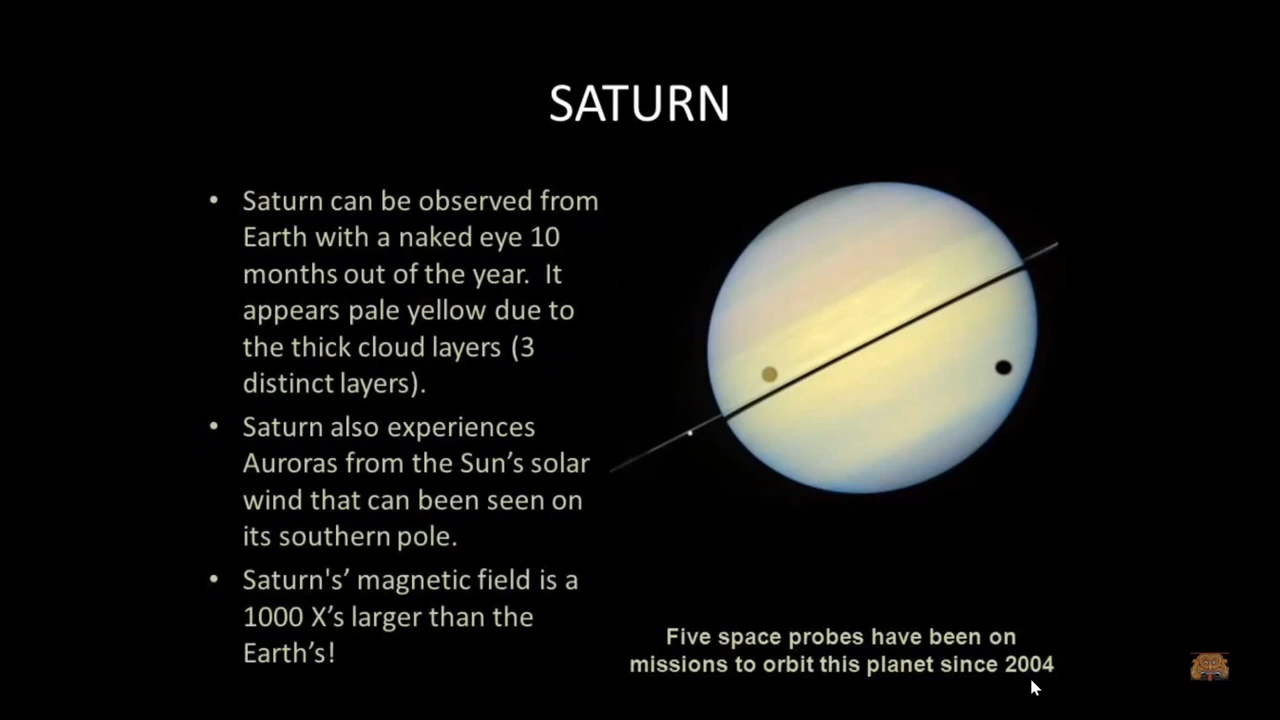 SATURN
• Saturn can be observed from
Earth with a naked eye 10
months out of the year.  It
appears pale yellow due to
the thick cloud layers (3
distinct layers).
• Saturn also experiences
Auroras from the Sun’s solar
wind that can been seen on
its southern pole.
• Saturn's’ magnetic field is a
1000 X’s larger than the
Earth’s!
Five space probes have been on
missions to orbit this planet since 2004